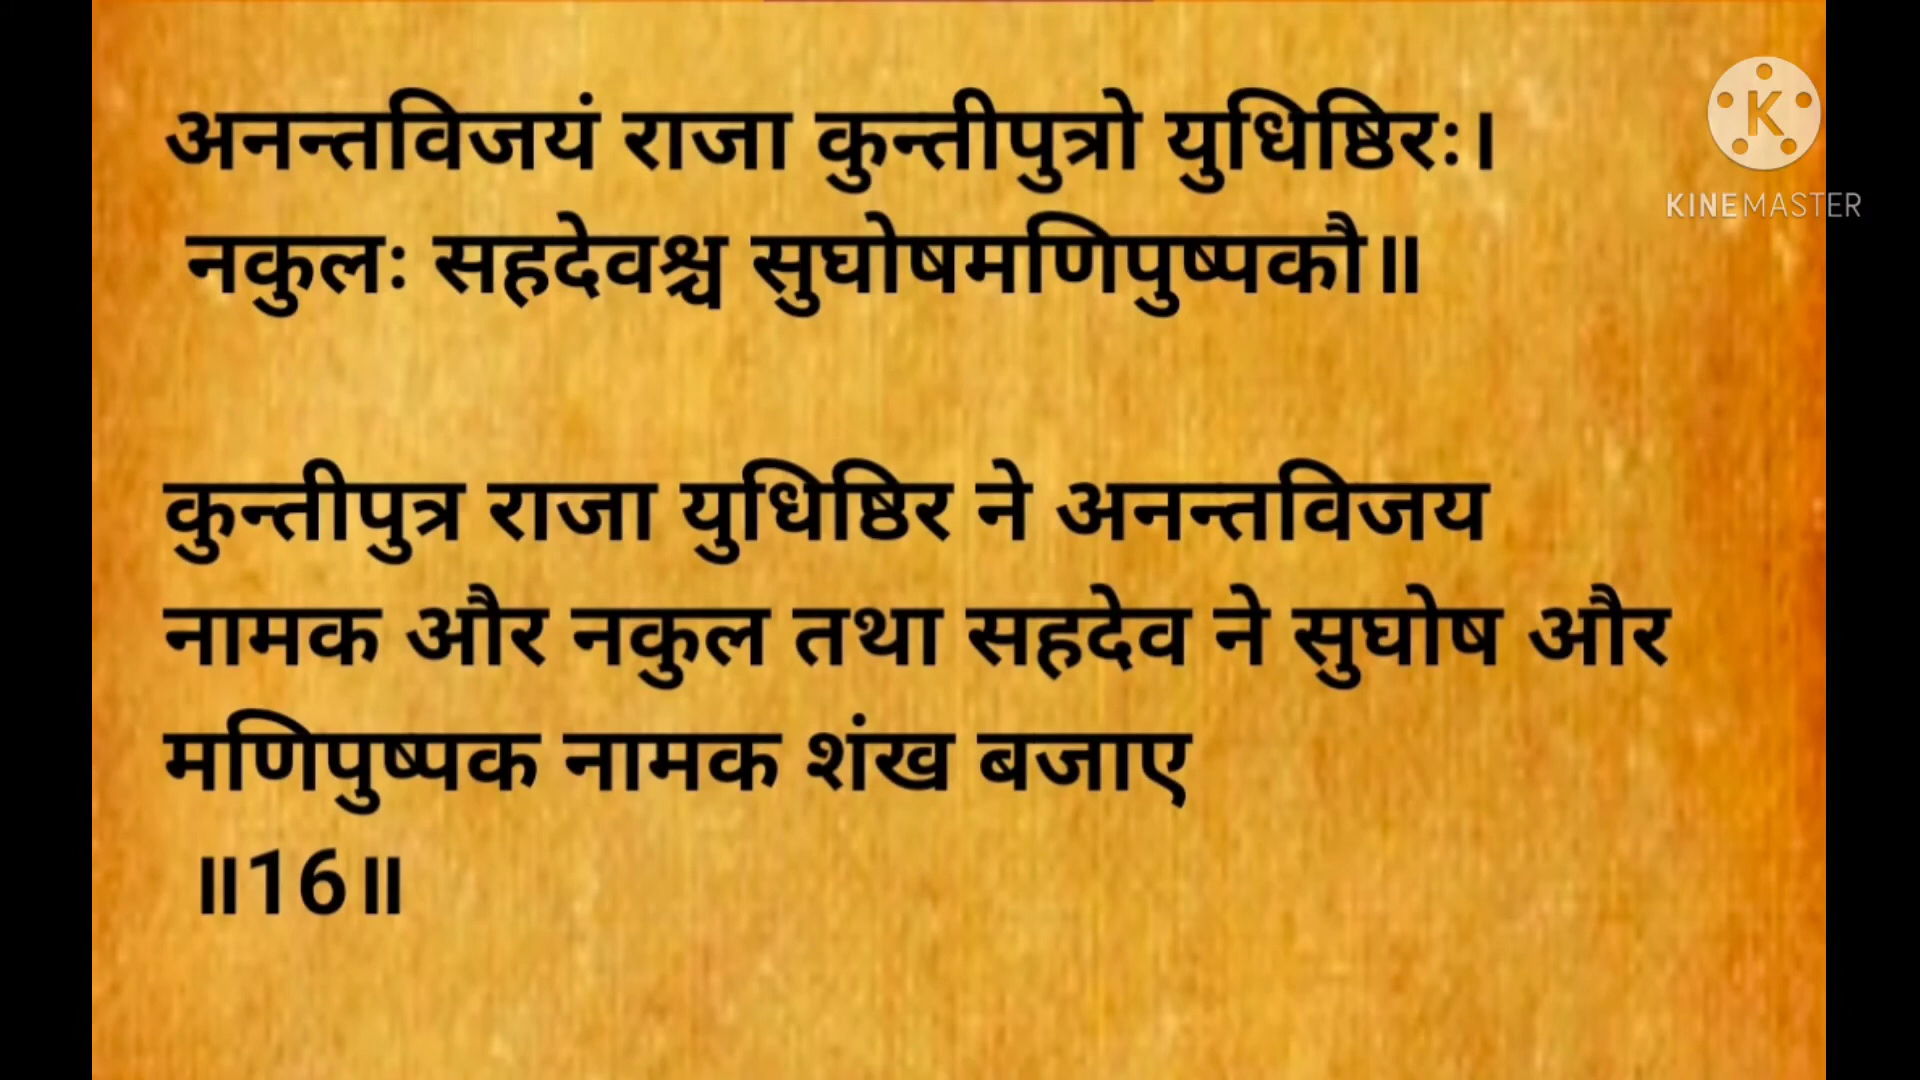 अनन्तविजयं राजा कुन्तीपुत्रो युधिष्ठिरः।
नकुलः सहदेवश्च सुघोषमणिपुष्पकौ॥
कुन्तीपुत्र राजा युधिष्ठिर ने अनन्तविजय
नामक और नकुल तथा सहदेव ने सुघोष और
मणिपुष्पक नामक शंख बजाए
॥16॥
K
KINEMASTER